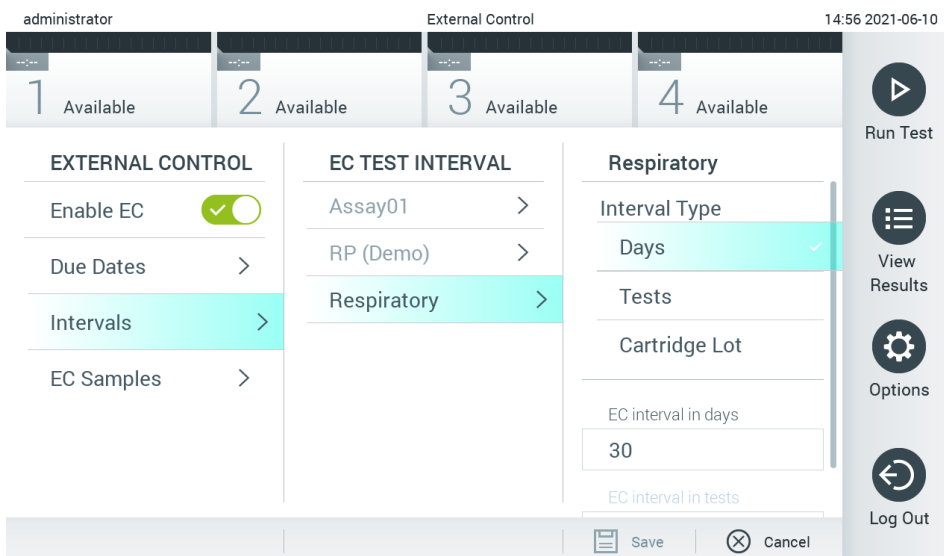 administrator
External Control
14:56 2021-06-10
--:--
1 Available
--:--
2 Available
--:--
3 Available
--:--
4 Available
Run Test
View
Results
Options
Log Out
EXTERNAL CONTROL
Enable EC
Due Dates
Intervals
EC Samples
EC TEST INTERVAL
Assay01
RP (Demo)
Respiratory
Respiratory
Interval Type
Days
Tests
Cartridge Lot
EC interval in days
30
EC interval in tests
Save
Cancel